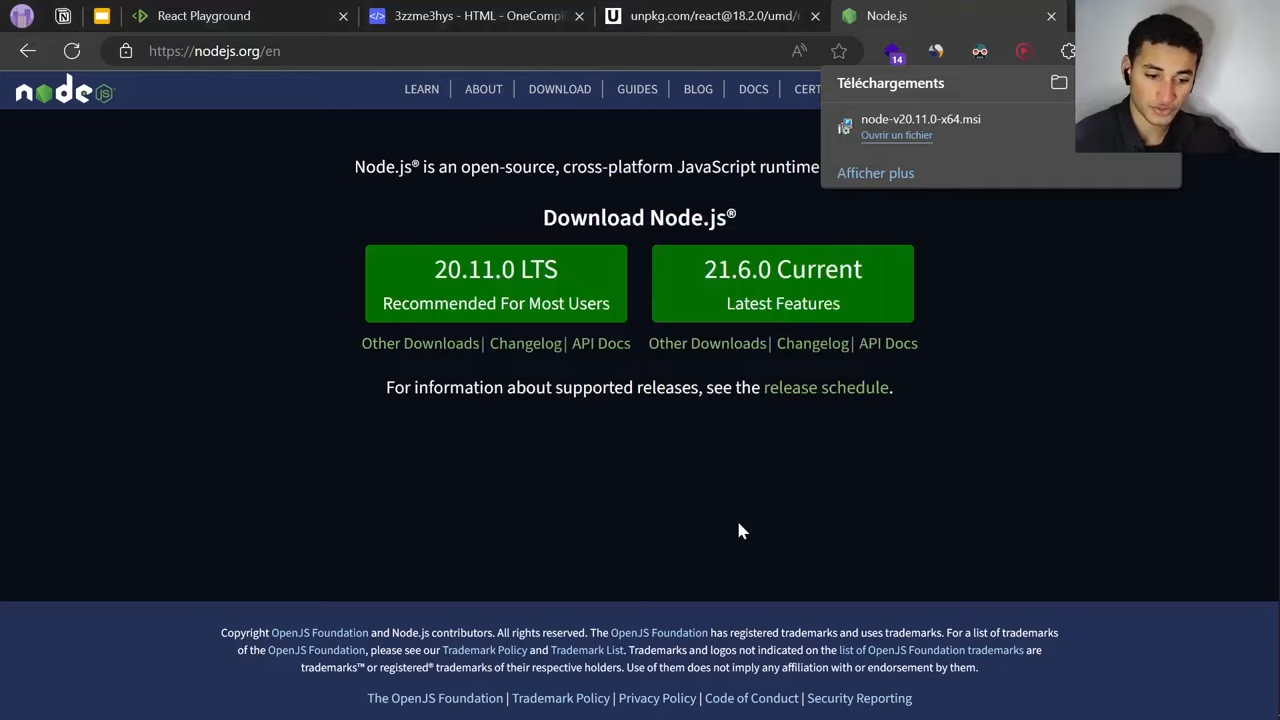 React Playground
3zzme3hys - HTML - OneCompil
unpkg.com/react@18.2.0/umd/r
Node.js
https://nodejs.org/en
14
node JS
LEARN | ABOUT | DOWNLOAD | GUIDES | BLOG | DOCS | CERT
Téléchargements
node-v20.11.0-x64.msi
Ouvrir un fichier
Afficher plus
Node.js® is an open-source, cross-platform JavaScript runtime
Download Node.js®
20.11.0 LTS
Recommended For Most Users
21.6.0 Current
Latest Features
Other Downloads | Changelog | API Docs
Other Downloads | Changelog | API Docs
For information about supported releases, see the release schedule.
Copyright OpenJS Foundation and Node.js contributors. All rights reserved. The OpenJS Foundation has registered trademarks and uses trademarks. For a list of trademarks
of the OpenJS Foundation, please see our Trademark Policy and Trademark List. Trademarks and logos not indicated on the list of OpenJS Foundation trademarks are
trademarks™ or registered® trademarks of their respective holders. Use of them does not imply any affiliation with or endorsement by them.
The OpenJS Foundation | Trademark Policy | Privacy Policy | Code of Conduct | Security Reporting